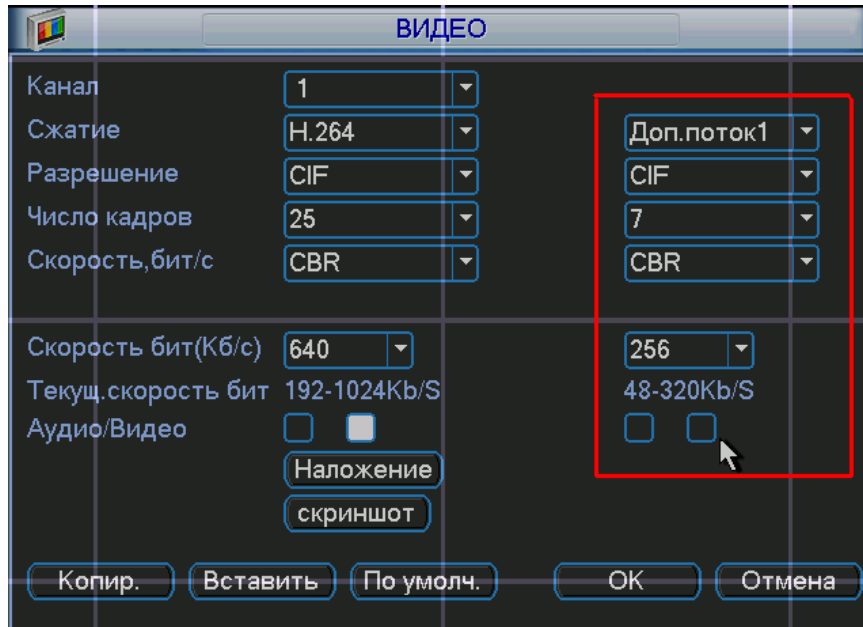 ВИДЕО
Канал 1
Сжатие H.264 Доп.поток1
Разрешение CIF CIF
Число кадров 25 7
Скорость,бит/с CBR CBR
Скорость бит(Кб/с) 640 256
Текущ.скорость бит 192-1024Kb/S 48-320Kb/S
Аудио/Видео
Наложение
скриншот
Копир. Вставить По умолч. OK Отмена